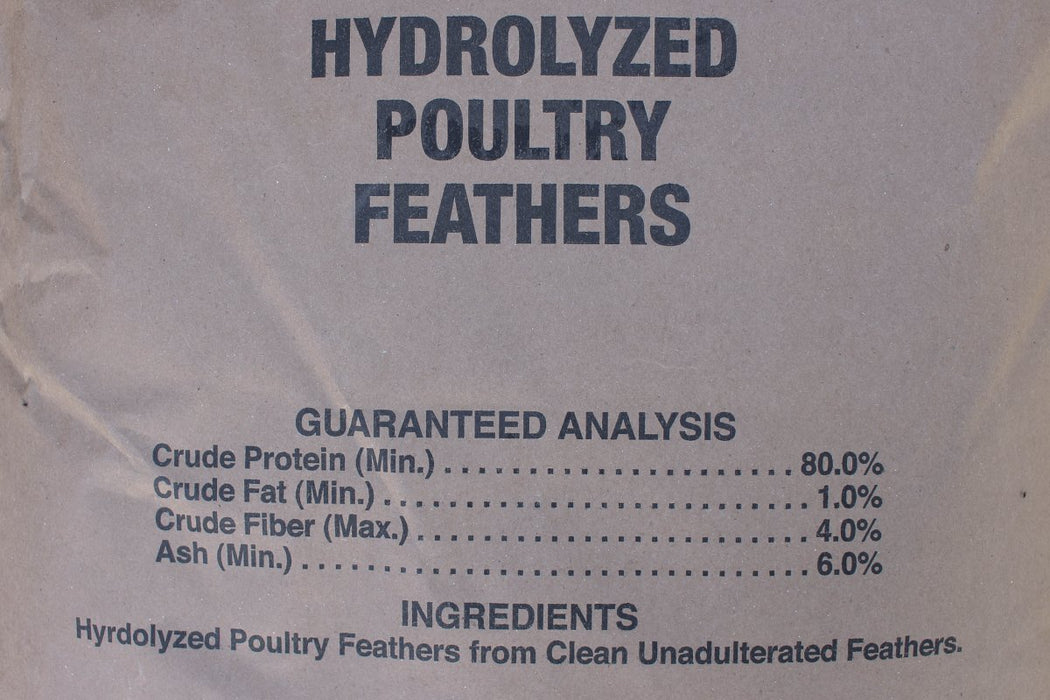 HYDROLYZED
POULTRY
FEATHERS
GUARANTEED ANALYSIS
Crude Protein (Min.) ...................... 80.0%
Crude Fat (Min.) ........................... 1.0%
Crude Fiber (Max.) ......................... 4.0%
Ash (Min.) ................................ 6.0%
INGREDIENTS
Hyrdolyzed Poultry Feathers from Clean Unadulterated Feathers.